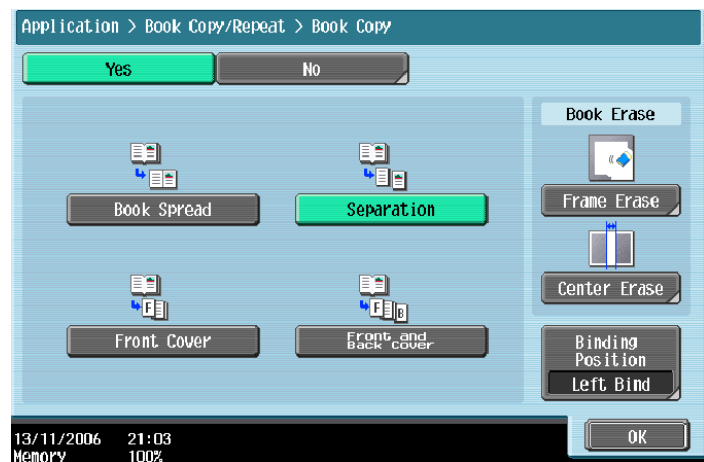 Application > Book Copy/Repeat > Book Copy
Yes
No
Book Erase
Book Spread
Separation
Frame Erase
Center Erase
F
F B
Front Cover
Front and
Back cover
Binding
Position
Left Bind
OK
13/11/2006 21:03
Memory 100%